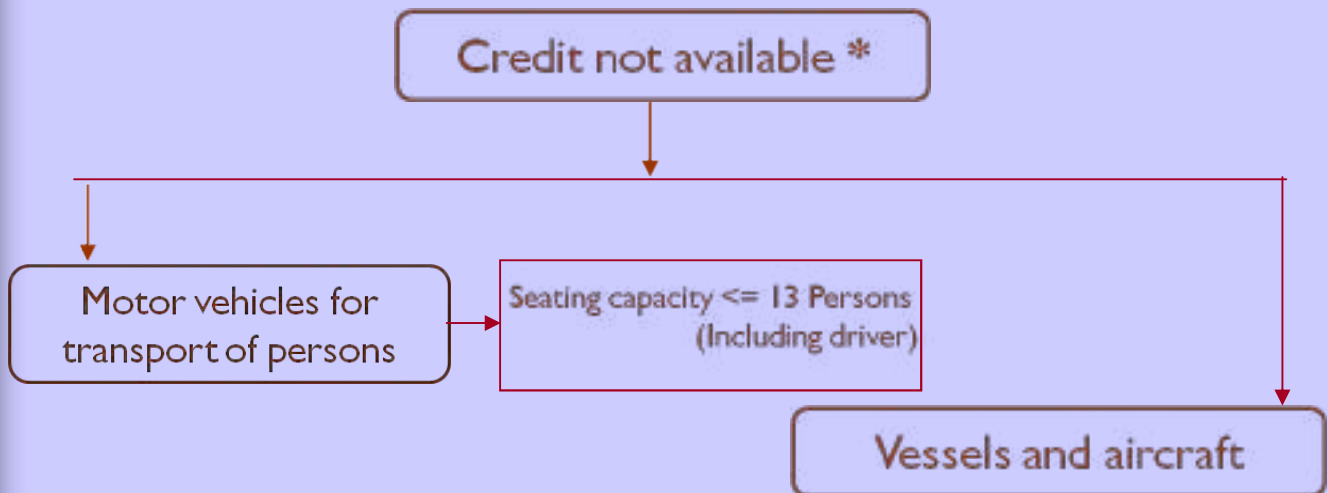 Credit not available *
Motor vehicles for
transport of persons
Seating capacity <= 13 Persons
(Including driver)
Vessels and aircraft